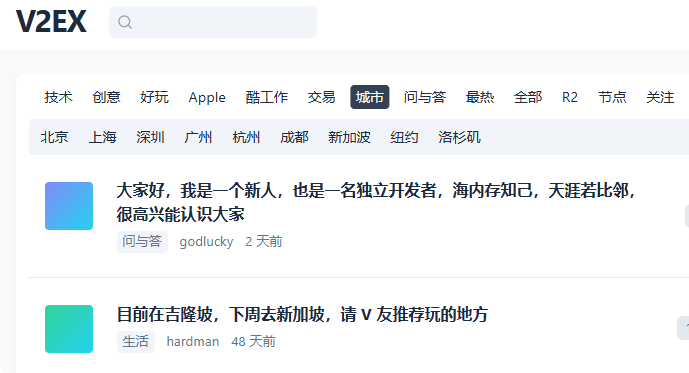 V2EX
技术 创意 好玩 Apple 酷工作 交易 城市 问与答 最热 全部 R2 节点 关注
北京 上海 深圳 广州 杭州 成都 新加坡 纽约 洛杉矶
大家好，我是一个新人，也是一名独立开发者，海内存知己，天涯若比邻，
很高兴能认识大家
问与答 godlucky 2 天前
目前在吉隆坡，下周去新加坡，请 V 友推荐玩的地方
生活 hardman 48 天前